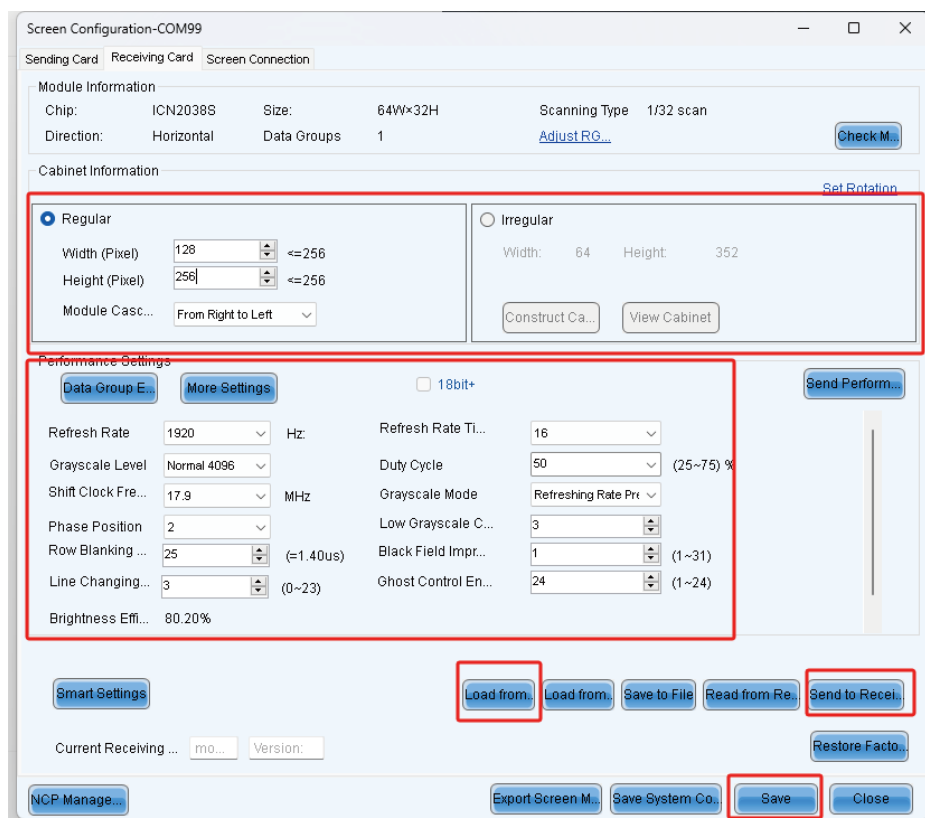 Screen Configuration-COM99
Sending Card Receiving Card Screen Connection
Module Information
Chip: ICN2038S Size: 64W×32H Scanning Type 1/32 scan
Direction: Horizontal Data Groups 1 Adjust RG... Check M...
Cabinet Information
Set Rotation
Regular Irregular
Width (Pixel) 128 <=256 Width: 64 Height: 352
Height (Pixel) 256 <=256
Module Casc... From Right to Left Construct Ca... View Cabinet
Performance Settings
Data Group E... More Settings 18bit+ Send Perform...
Refresh Rate 1920 Hz: Refresh Rate Ti... 16
Grayscale Level Normal 4096 Duty Cycle 50 (25~75) %
Shift Clock Fre... 17.9 MHz Grayscale Mode Refreshing Rate Pre
Phase Position 2 Low Grayscale C... 3
Row Blanking ... 25 (=1.40us) Black Field Impr... 1 (1~31)
Line Changing... 3 (0~23) Ghost Control En... 24 (1~24)
Brightness Effi... 80.20%
Smart Settings Load from.. Load from.. Save to File Read from Re.. Send to Recei...
Current Receiving ... mo... Version: Restore Facto...
NCP Manage... Export Screen M... Save System Co... Save Close